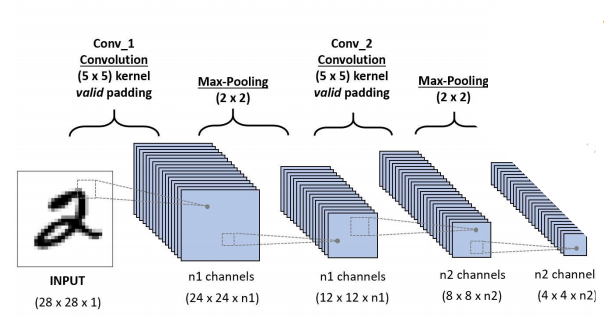 Conv_1
Convolution
(5 x 5) kernel
valid padding
Max-Pooling
(2 x 2)
Conv_2
Convolution
(5 x 5) kernel
valid padding
Max-Pooling
(2 x 2)
INPUT
(28 x 28 x 1)
n1 channels
(24 x 24 x n1)
n1 channels
(12 x 12 x n1)
n2 channels
(8 x 8 x n2)
n2 channel
(4 x 4 x n2)